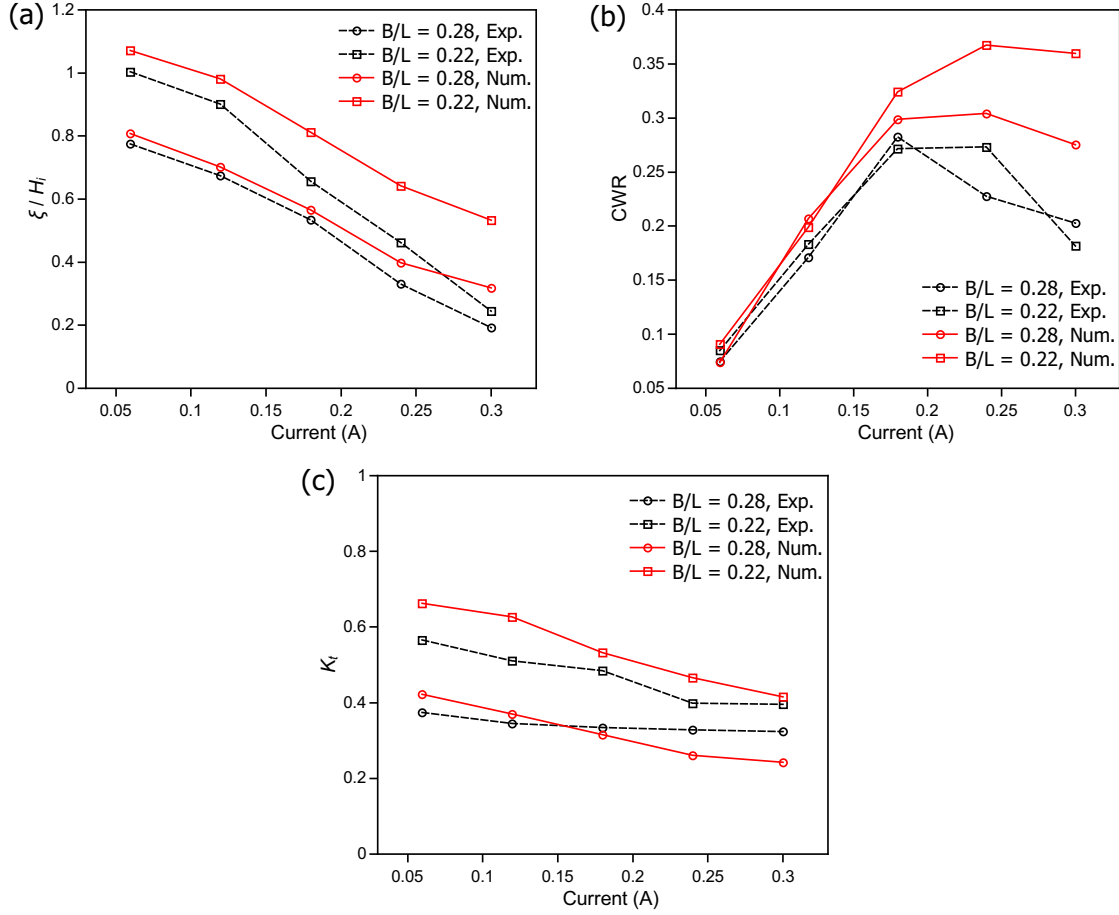 (a)
1.2
1
0.8
0.6
0.4
0.2
0
ξ / H_i
B/L = 0.28, Exp.
B/L = 0.22, Exp.
B/L = 0.28, Num.
B/L = 0.22, Num.
0.05 0.1 0.15 0.2 0.25 0.3
Current (A)
(b)
0.4
0.35
0.3
0.25
0.2
0.15
0.1
0.05
CWR
B/L = 0.28, Exp.
B/L = 0.22, Exp.
B/L = 0.28, Num.
B/L = 0.22, Num.
0.05 0.1 0.15 0.2 0.25 0.3
Current (A)
(c)
1
0.8
0.6
0.4
0.2
0
K_t
B/L = 0.28, Exp.
B/L = 0.22, Exp.
B/L = 0.28, Num.
B/L = 0.22, Num.
0.05 0.1 0.15 0.2 0.25 0.3
Current (A)